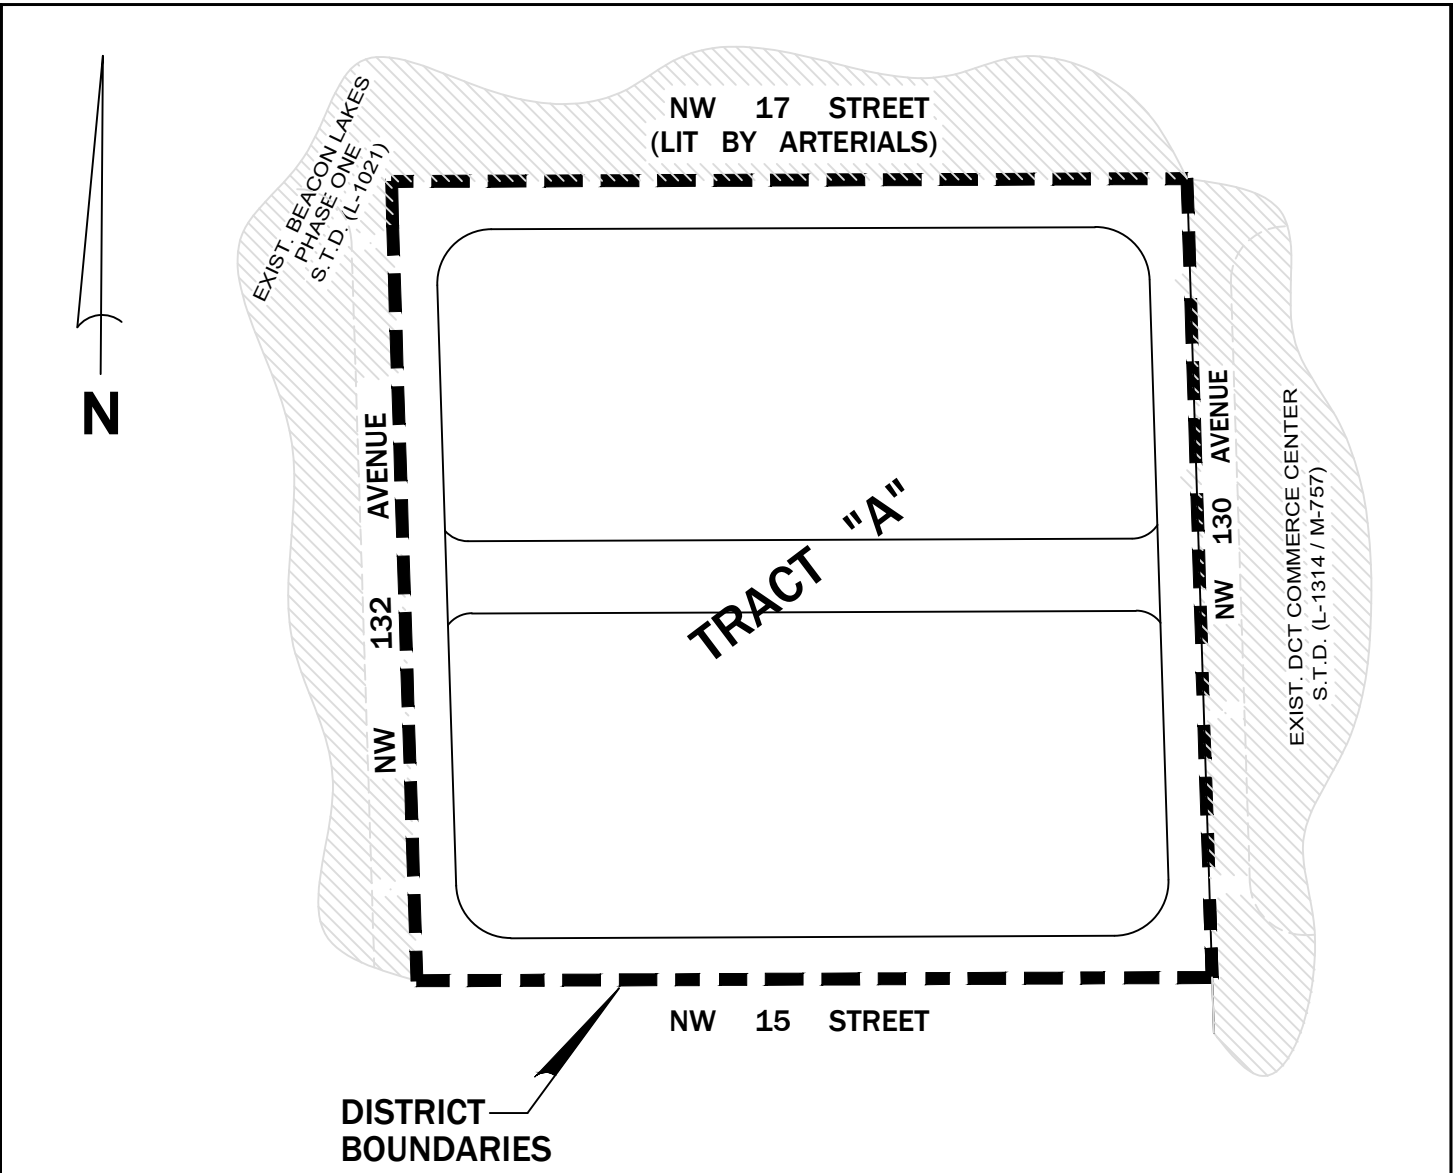 NW 17 STREET
(LIT BY ARTERIALS)
EXIST. BEACON LAKES
PHASE ONE
S.T.D. (L-1021)
N
NW 132 AVENUE
TRACT "A"
NW 130 AVENUE
EXIST. DCT COMMERCE CENTER
S.T.D. (L-1314 / M-757)
NW 15 STREET
DISTRICT
BOUNDARIES